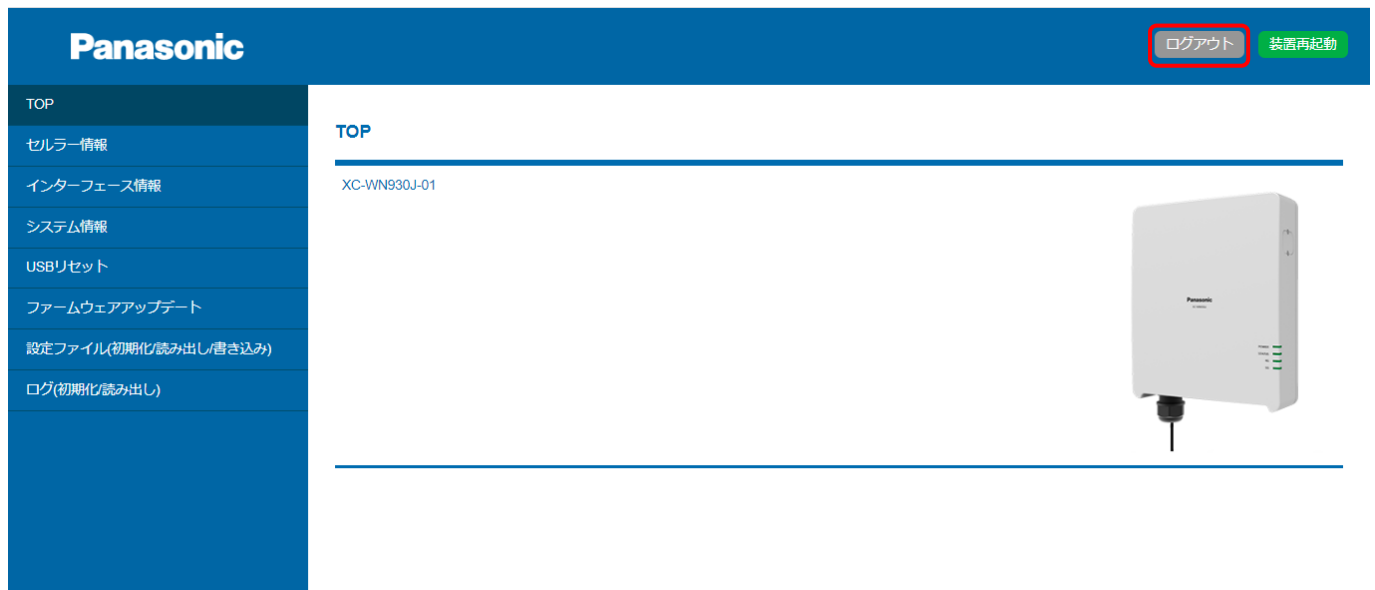 Panasonic
ログアウト
装置再起動
TOP
セルラー情報
インターフェース情報
システム情報
USBリセット
ファームウェアアップデート
設定ファイル(初期化/読み出し/書き込み)
ログ(初期化/読み出し)
TOP
XC-WN930J-01
Panasonic